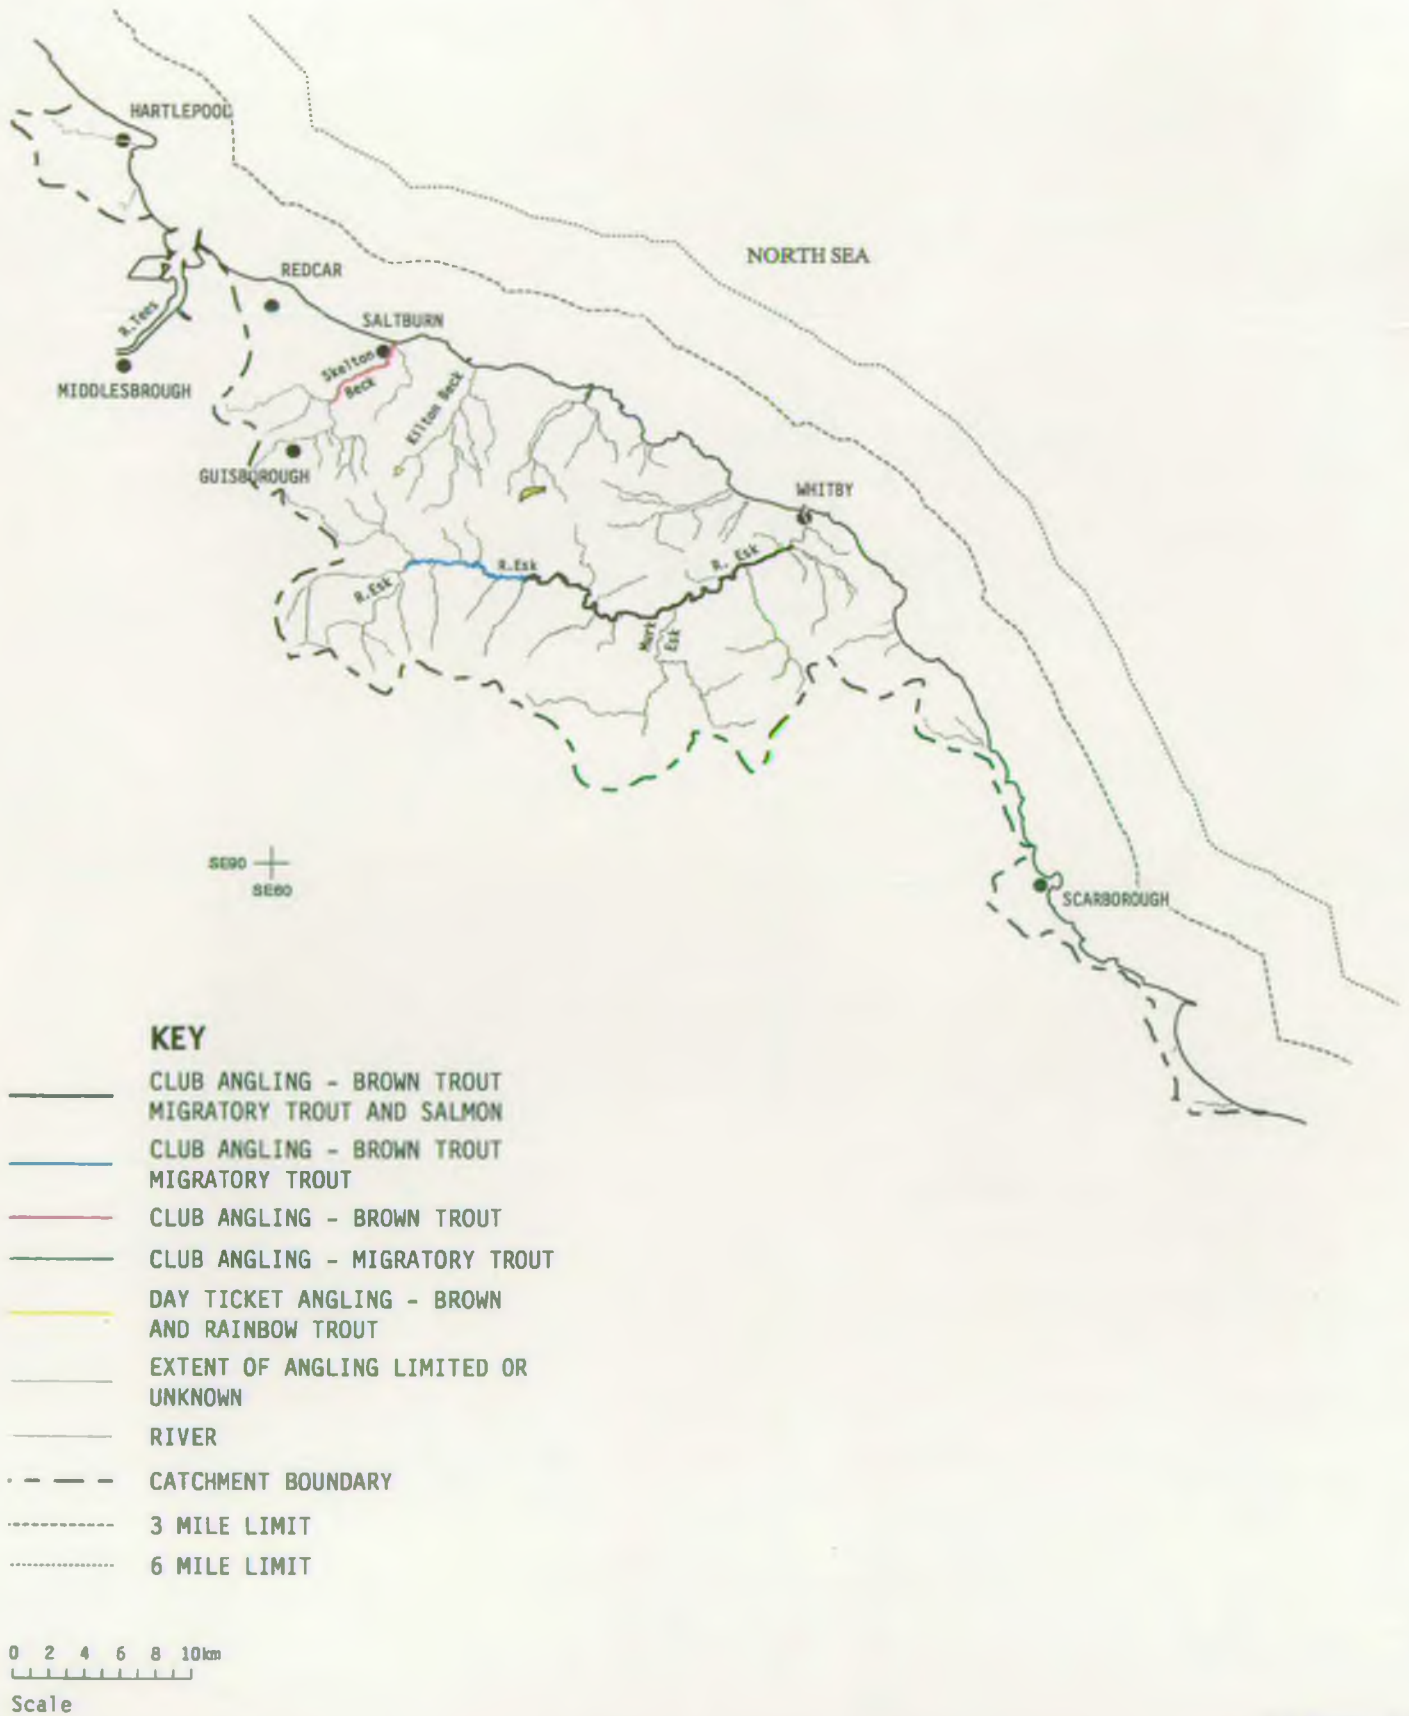 HARTLEPOOL
NORTH SEA
REDCAR
R.Tees
SALTBURN
Skelton
Beck
MIDDLESBROUGH
Kilton Beck
GUISBOROUGH
WHITBY
R. Esk
R.Esk
R.Esk
Murk
Esk
SE90
SE60
SCARBOROUGH
KEY
CLUB ANGLING - BROWN TROUT
MIGRATORY TROUT AND SALMON
CLUB ANGLING - BROWN TROUT
MIGRATORY TROUT
CLUB ANGLING - BROWN TROUT
CLUB ANGLING - MIGRATORY TROUT
DAY TICKET ANGLING - BROWN
AND RAINBOW TROUT
EXTENT OF ANGLING LIMITED OR
UNKNOWN
RIVER
CATCHMENT BOUNDARY
3 MILE LIMIT
6 MILE LIMIT
0 2 4 6 8 10km
Scale